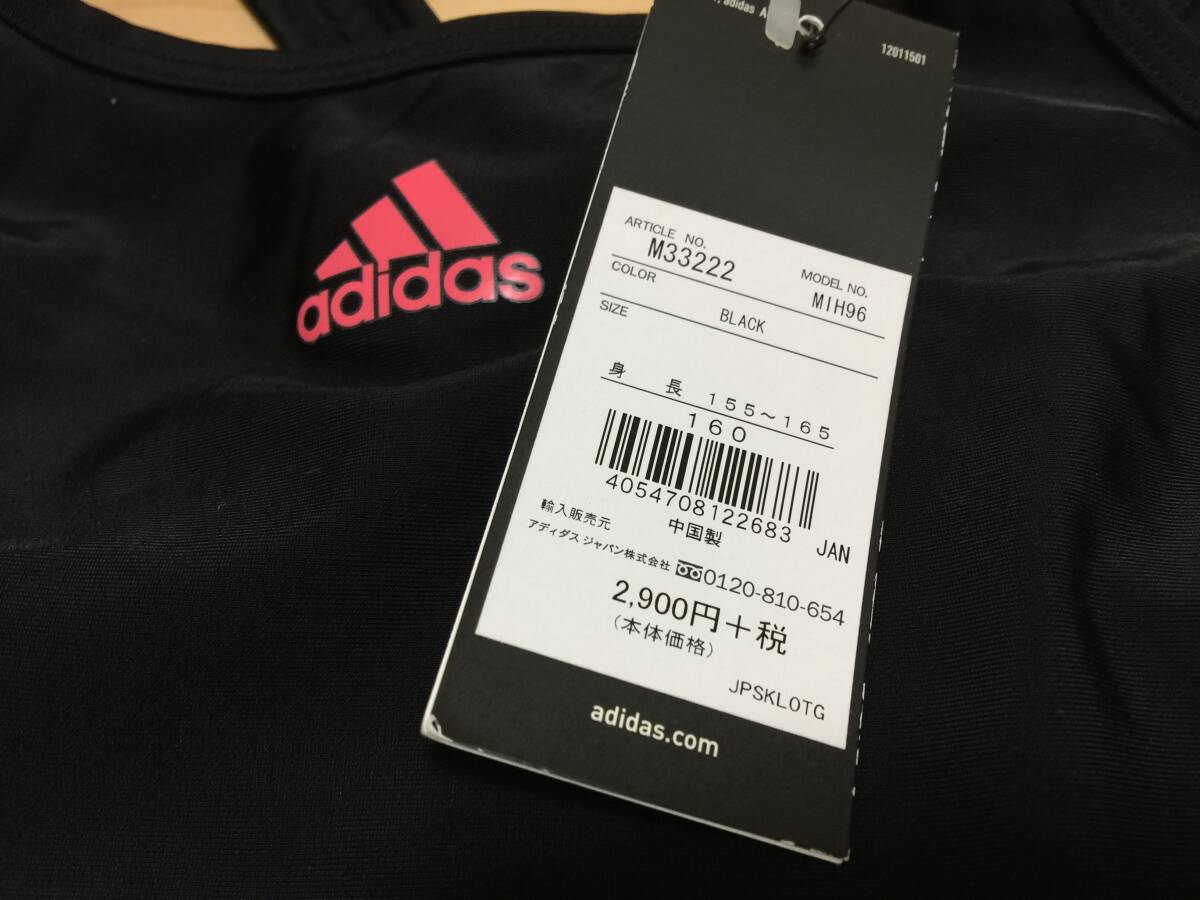 adidas
adidas
12011501
ARTICLE NO.
M33222
MODEL NO.
MIH96
COLOR
BLACK
SIZE
身 長 155～165
160
4054708122683 JAN
輸入販売元 中国製
アディダス ジャパン株式会社 0120-810-654
2,900円＋税
(本体価格)
JPSKLOTG
adidas.com